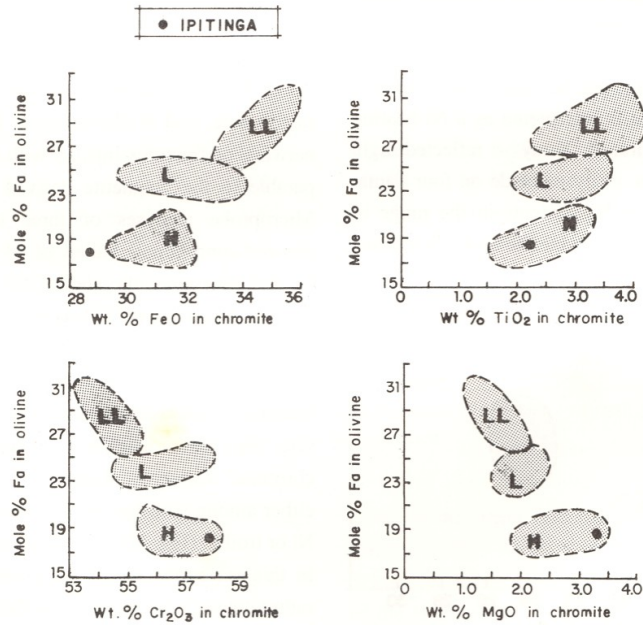 ● IPITINGA
Mole % Fa in olivine
31
27
23
19
15
LL
L
H
28 30 32 34 36
Wt. % FeO in chromite
Mole % Fa in olivine
31
27
23
19
15
LL
L
H
0 1.0 2.0 3.0 4.0
Wt % TiO₂ in chromite
Mole % Fa in olivine
31
27
23
19
15
LL
L
H
53 55 57 59
Wt. % Cr₂O₃ in chromite
Mole % Fa in olivine
31
27
23
19
15
LL
L
H
0 1.0 2.0 3.0 4.0
Wt. % MgO in chromite